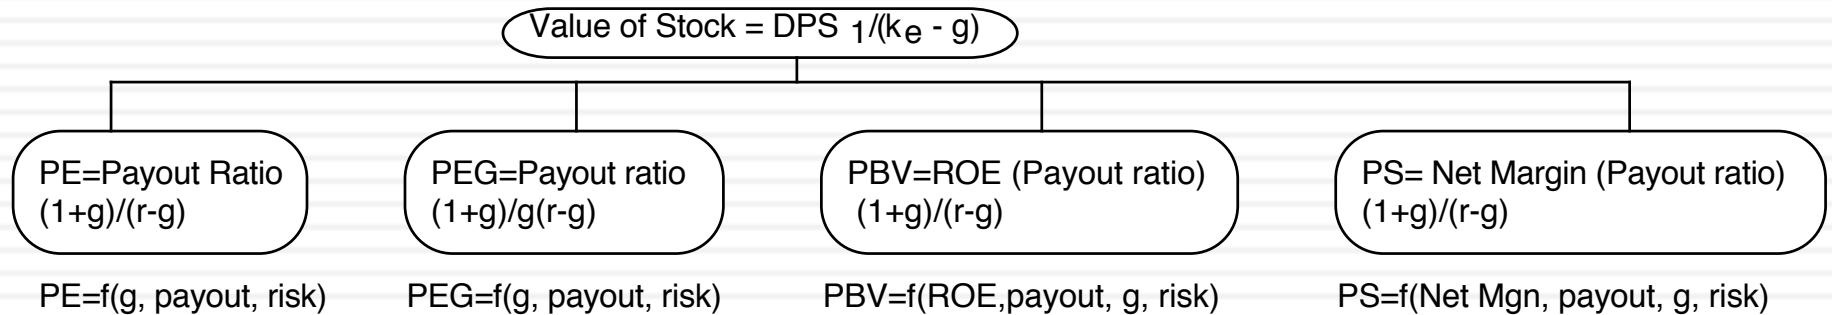 Value of Stock = DPS 1/(ke - g)
PE=Payout Ratio
(1+g)/(r-g)
PEG=Payout ratio
(1+g)/g(r-g)
PBV=ROE (Payout ratio)
(1+g)/(r-g)
PS= Net Margin (Payout ratio)
(1+g)/(r-g)
PE=f(g, payout, risk)
PEG=f(g, payout, risk)
PBV=f(ROE,payout, g, risk)
PS=f(Net Mgn, payout, g, risk)